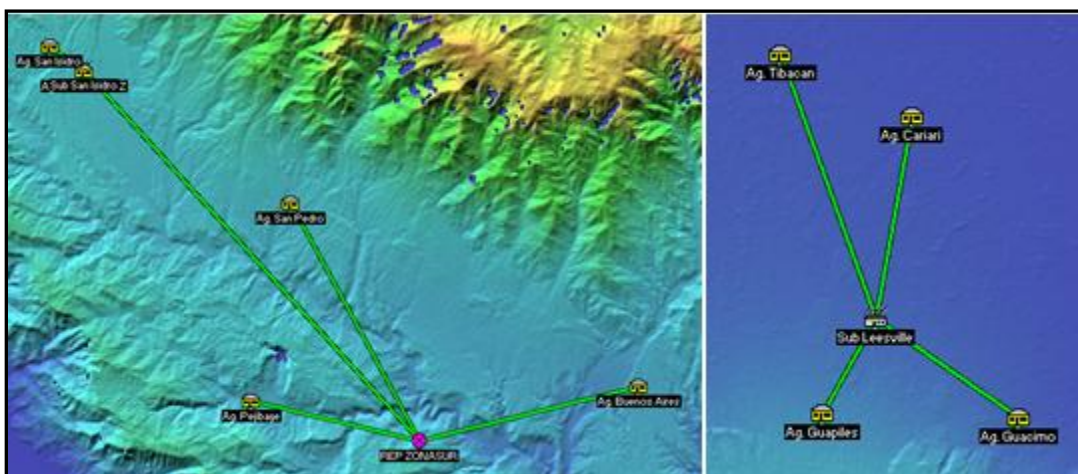 Ag. San Isidro
Sub San Isidro Z
Ag. San Pedro
Ag. Pejibaje
Ag. Buenos Aires
REP ZONASUR
Ag. Tibacan
Ag. Cariari
Sub Leesville
Ag. Guapiles
Ag. Guacimo